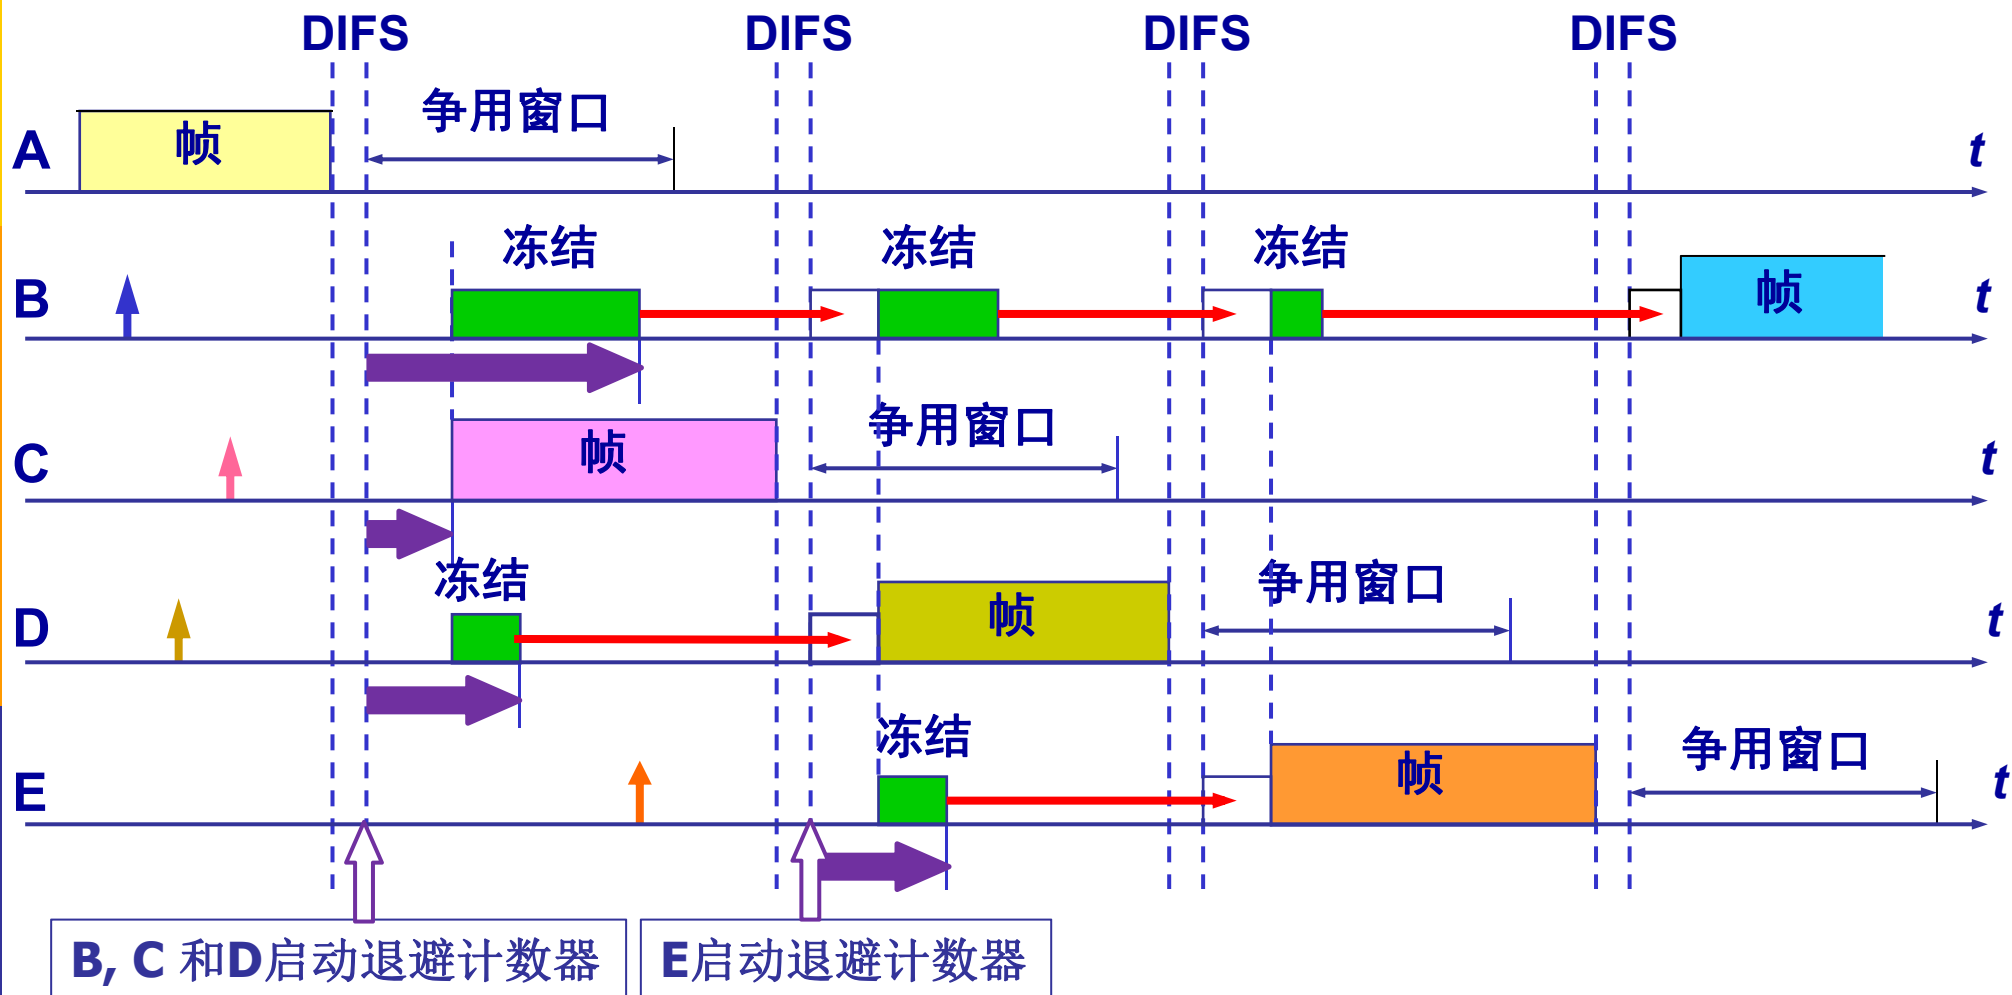 DIFS DIFS DIFS DIFS
争用窗口
A 帧 t
冻结 冻结 冻结
B 帧 t
争用窗口
C 帧 t
冻结 争用窗口
D 帧 t
冻结 争用窗口
E 帧 t
B, C 和D启动退避计数器 E启动退避计数器